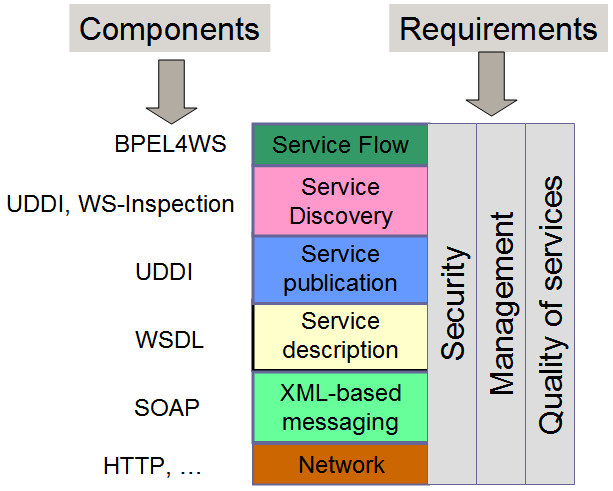 Components
Requirements
BPEL4WS
Service Flow
UDDI, WS-Inspection
Service
Discovery
UDDI
Service
publication
WSDL
Service
description
SOAP
XML-based
messaging
HTTP, …
Network
Security
Management
Quality of services